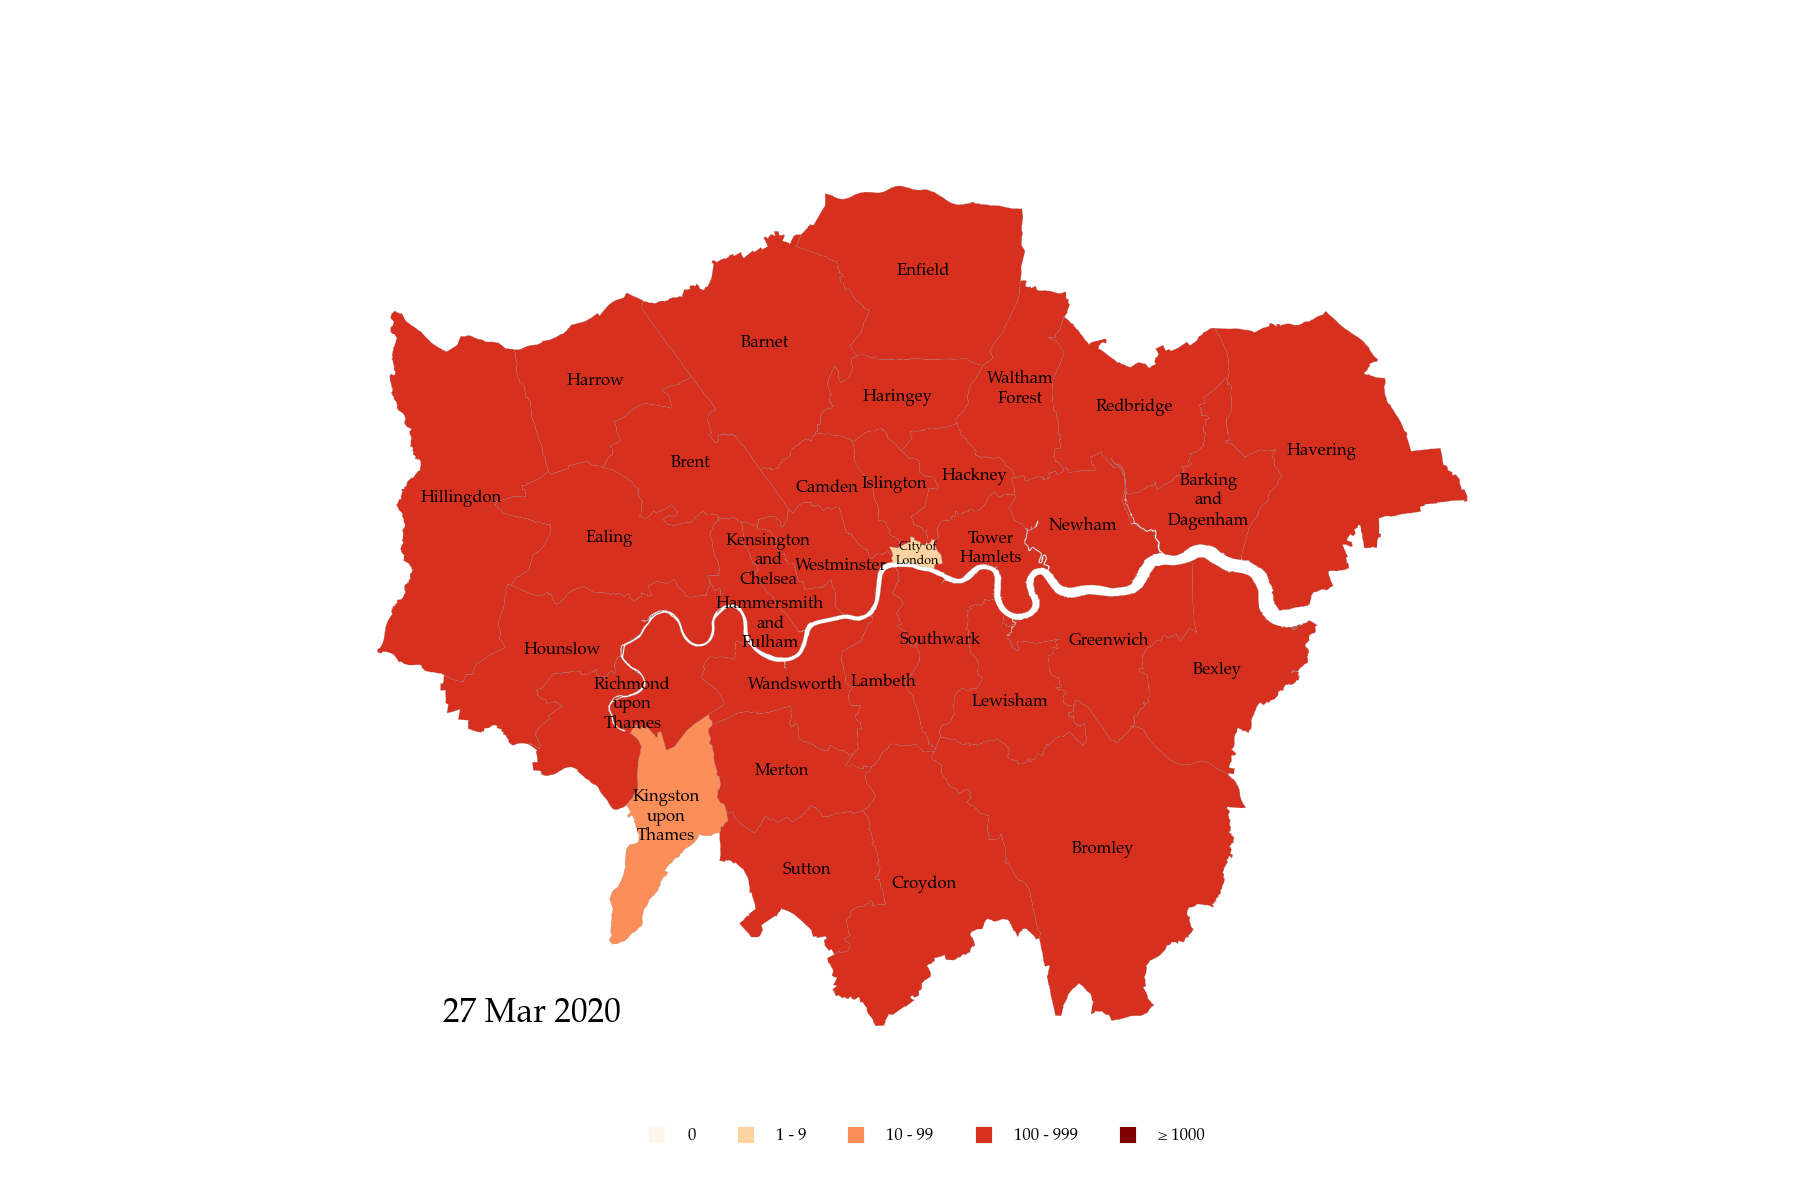 Enfield
Barnet
Harrow
Haringey
Waltham
Forest
Redbridge
Havering
Brent
Hillingdon
Camden
Islington
Hackney
Barking
and
Dagenham
Ealing
Kensington
and
Chelsea
Westminster
City of
London
Tower
Hamlets
Newham
Hammersmith
and
Fulham
Hounslow
Southwark
Greenwich
Bexley
Richmond
upon
Thames
Wandsworth
Lambeth
Lewisham
Merton
Kingston
upon
Thames
Sutton
Croydon
Bromley
27 Mar 2020
0 1 - 9 10 - 99 100 - 999 ≥ 1000